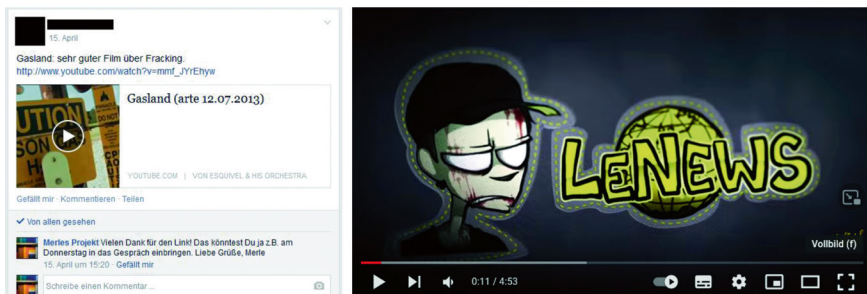 15. April
Gasland: sehr guter Film über Fracking.
http://www.youtube.com/watch?v=mmf_JYrEhyw
Gasland (arte 12.07.2013)
YOUTUBE.COM | VON ESQUIVEL & HIS ORCHESTRA
Gefällt mir · Kommentieren · Teilen
Von allen gesehen
Merles Projekt Vielen Dank für den Link! Das könntest Du ja z.B. am
Donnerstag in das Gespräch einbringen. Liebe Grüße, Merle
15. April um 15:20 · Gefällt mir
Schreibe einen Kommentar ...
LENEWS
Vollbild (f)
0:11 / 4:53